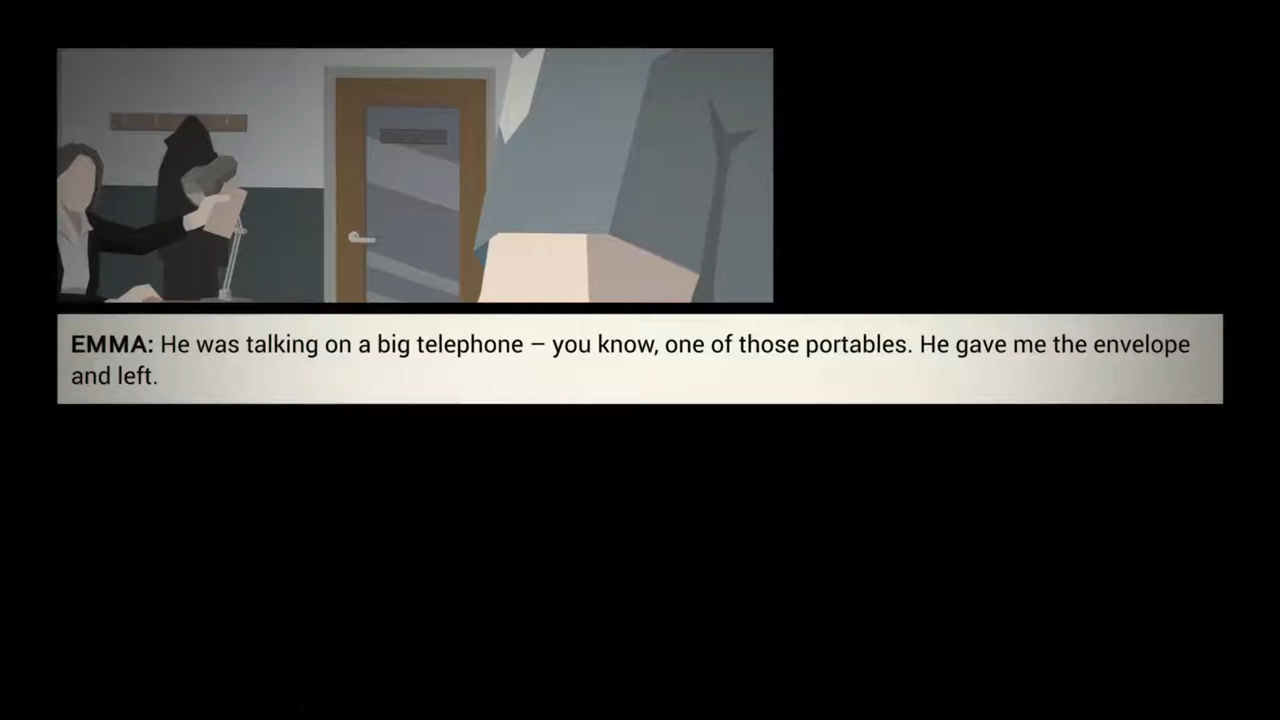 EMMA: He was talking on a big telephone – you know, one of those portables. He gave me the envelope
and left.